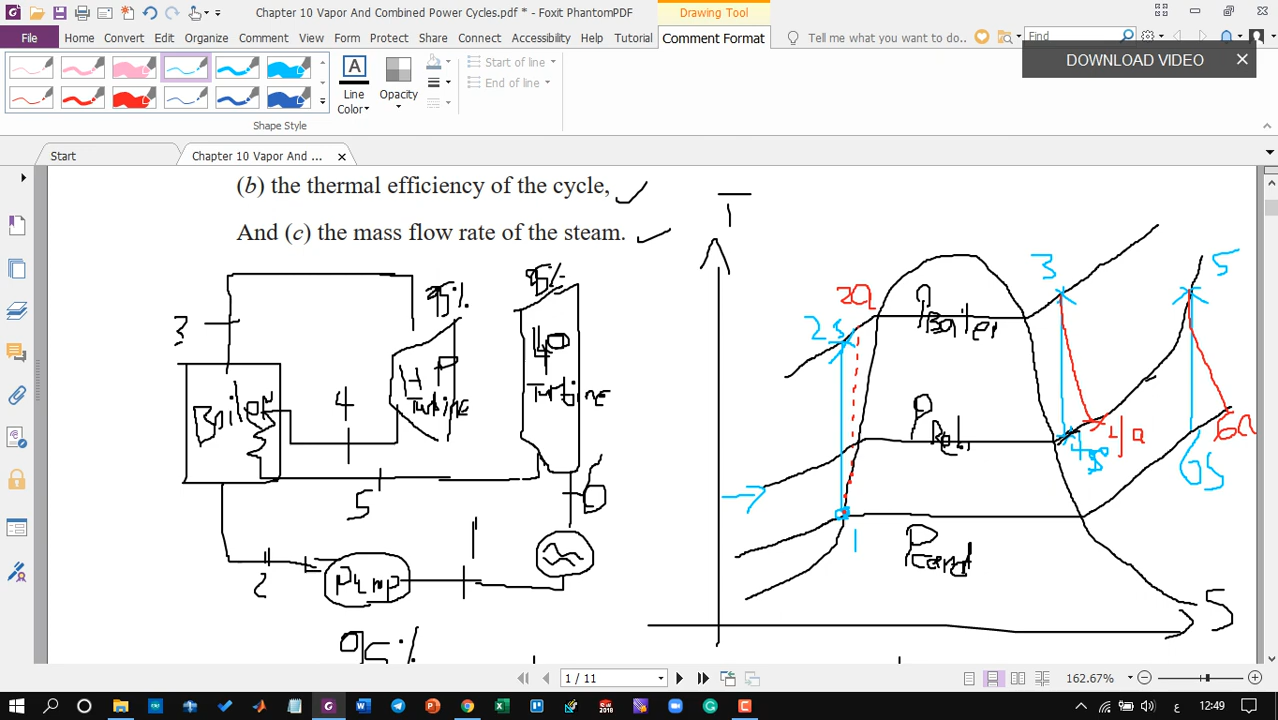 Chapter 10 Vapor And Combined Power Cycles.pdf * - Foxit PhantomPDF
Drawing Tool
File Home Convert Edit Organize Comment View Form Protect Share Connect Accessibility Help Tutorial Comment Format
Tell me what you want to do...
Find
DOWNLOAD VIDEO
Line Color
Opacity
Start of line
End of line
Shape Style
Start
Chapter 10 Vapor And ...
(b) the thermal efficiency of the cycle,
And (c) the mass flow rate of the steam.
T
95%
95%
3
Boiler
4
HP
Turbine
Turbine
5
6
1
2
Pump
95%
3
5
2a
2s
PBoiler
4a
4s
6a
6s
1
Pcond
S
1 / 11
162.67%
ع
12:49